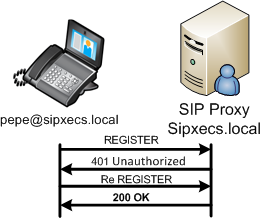 pepe@sipxecs.local
SIP Proxy
Sipxecs.local
REGISTER
401 Unauthorized
Re REGISTER
200 OK